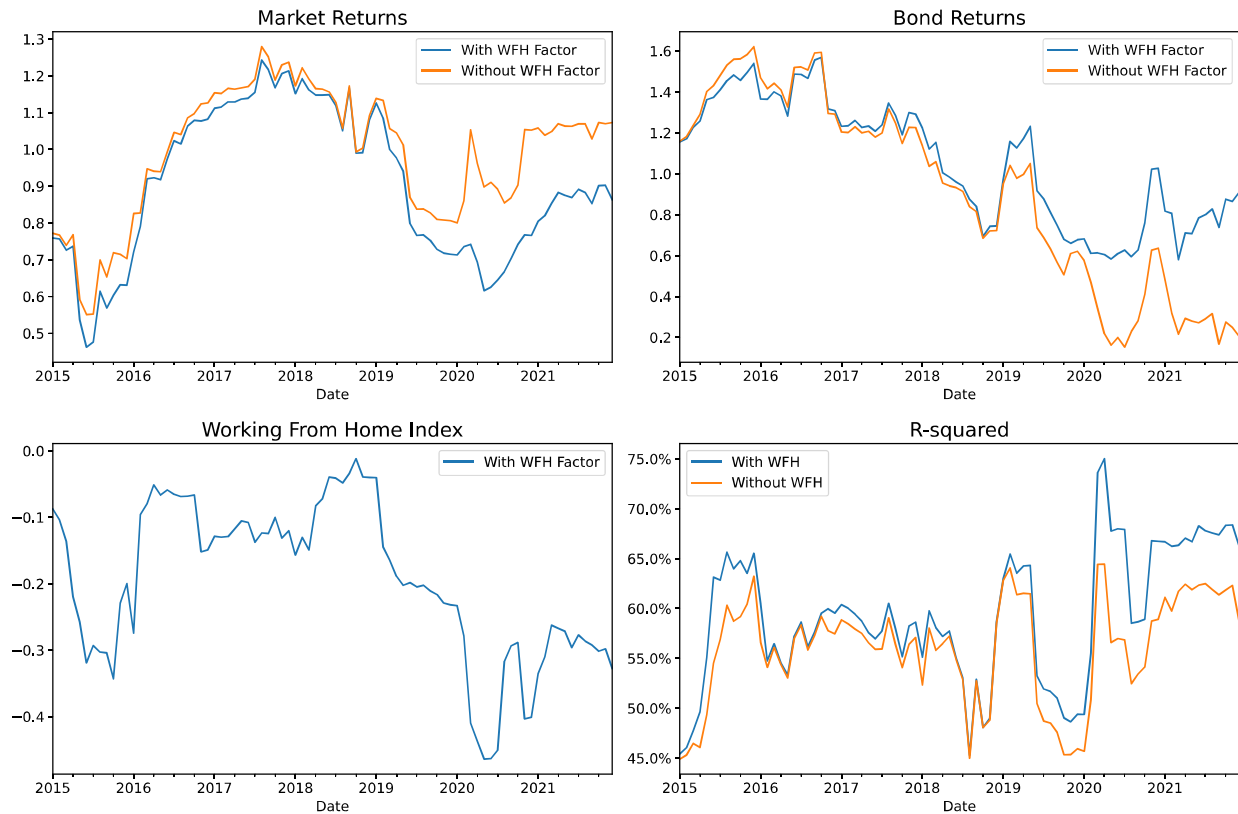 Market Returns
1.3
1.2
1.1
1.0
0.9
0.8
0.7
0.6
0.5
With WFH Factor
Without WFH Factor
2015 2016 2017 2018 2019 2020 2021
Date
Bond Returns
1.6
1.4
1.2
1.0
0.8
0.6
0.4
0.2
With WFH Factor
Without WFH Factor
2015 2016 2017 2018 2019 2020 2021
Date
Working From Home Index
0.0
−0.1
−0.2
−0.3
−0.4
With WFH Factor
2015 2016 2017 2018 2019 2020 2021
Date
R-squared
75.0%
70.0%
65.0%
60.0%
55.0%
50.0%
45.0%
With WFH
Without WFH
2015 2016 2017 2018 2019 2020 2021
Date